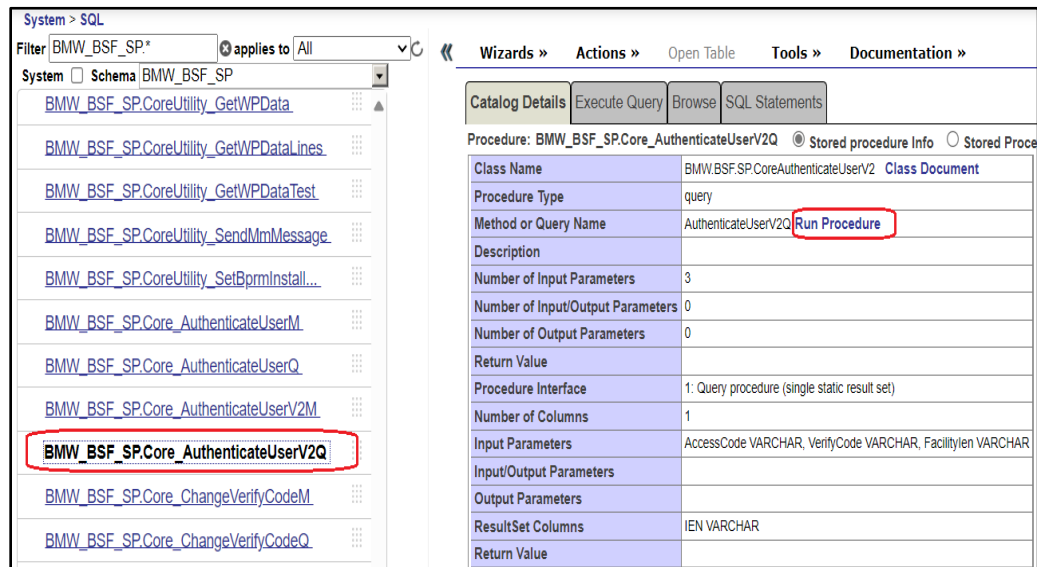 System > SQL
Filter BMW_BSF_SP.* applies to All
System Schema BMW_BSF_SP
BMW_BSF_SP.CoreUtility_GetWPData
BMW_BSF_SP.CoreUtility_GetWPDataLines
BMW_BSF_SP.CoreUtility_GetWPDataTest
BMW_BSF_SP.CoreUtility_SendMmMessage
BMW_BSF_SP.CoreUtility_SetBprmInstall...
BMW_BSF_SP.Core_AuthenticateUserM
BMW_BSF_SP.Core_AuthenticateUserQ
BMW_BSF_SP.Core_AuthenticateUserV2M
BMW_BSF_SP.Core_AuthenticateUserV2Q
BMW_BSF_SP.Core_ChangeVerifyCodeM
BMW_BSF_SP.Core_ChangeVerifyCodeQ
« Wizards » Actions » Open Table Tools » Documentation »
Catalog Details Execute Query Browse SQL Statements
Procedure: BMW_BSF_SP.Core_AuthenticateUserV2Q Stored procedure Info Stored Proce
Class Name BMW.BSF.SP.CoreAuthenticateUserV2 Class Document
Procedure Type query
Method or Query Name AuthenticateUserV2Q Run Procedure
Description
Number of Input Parameters 3
Number of Input/Output Parameters 0
Number of Output Parameters 0
Return Value
Procedure Interface 1: Query procedure (single static result set)
Number of Columns 1
Input Parameters AccessCode VARCHAR, VerifyCode VARCHAR, FacilityIen VARCHAR
Input/Output Parameters
Output Parameters
ResultSet Columns IEN VARCHAR
Return Value